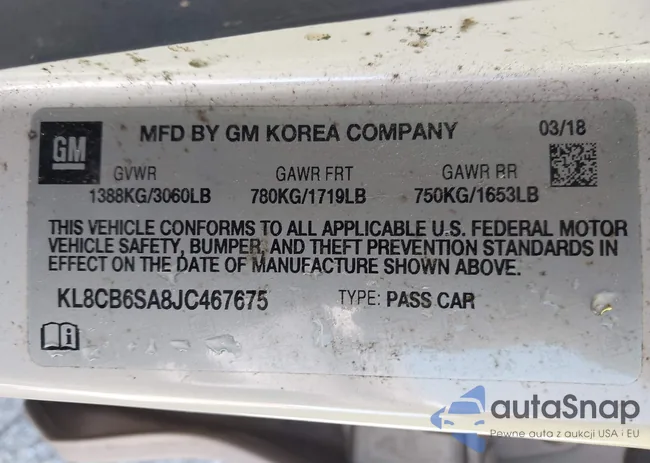 GM
MFD BY GM KOREA COMPANY 03/18
GVWR GAWR FRT GAWR RR
1388KG/3060LB 780KG/1719LB 750KG/1653LB
THIS VEHICLE CONFORMS TO ALL APPLICABLE U.S. FEDERAL MOTOR
VEHICLE SAFETY, BUMPER, AND THEFT PREVENTION STANDARDS IN
EFFECT ON THE DATE OF MANUFACTURE SHOWN ABOVE.
KL8CB6SA8JC467675 TYPE: PASS CAR
autaSnap
Pewne auta z aukcji USA i EU